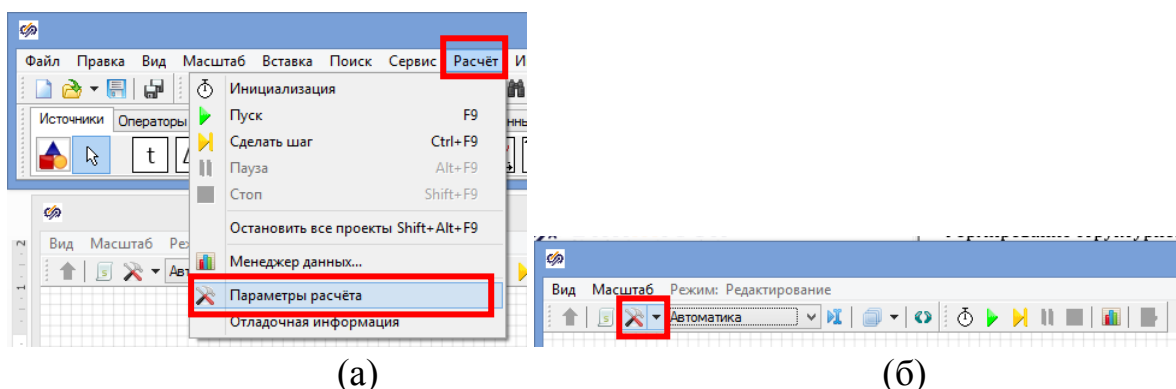 Файл Правка Вид Масштаб Вставка Поиск Сервис Расчёт
Источники Операторы
t
Инициализация
Пуск F9
Сделать шаг Ctrl+F9
Пауза Alt+F9
Стоп Shift+F9
Остановить все проекты Shift+Alt+F9
Менеджер данных...
Параметры расчёта
Отладочная информация
Вид Масштаб
2
1
Вид Масштаб Режим: Редактирование
Автоматика
(а)
(б)